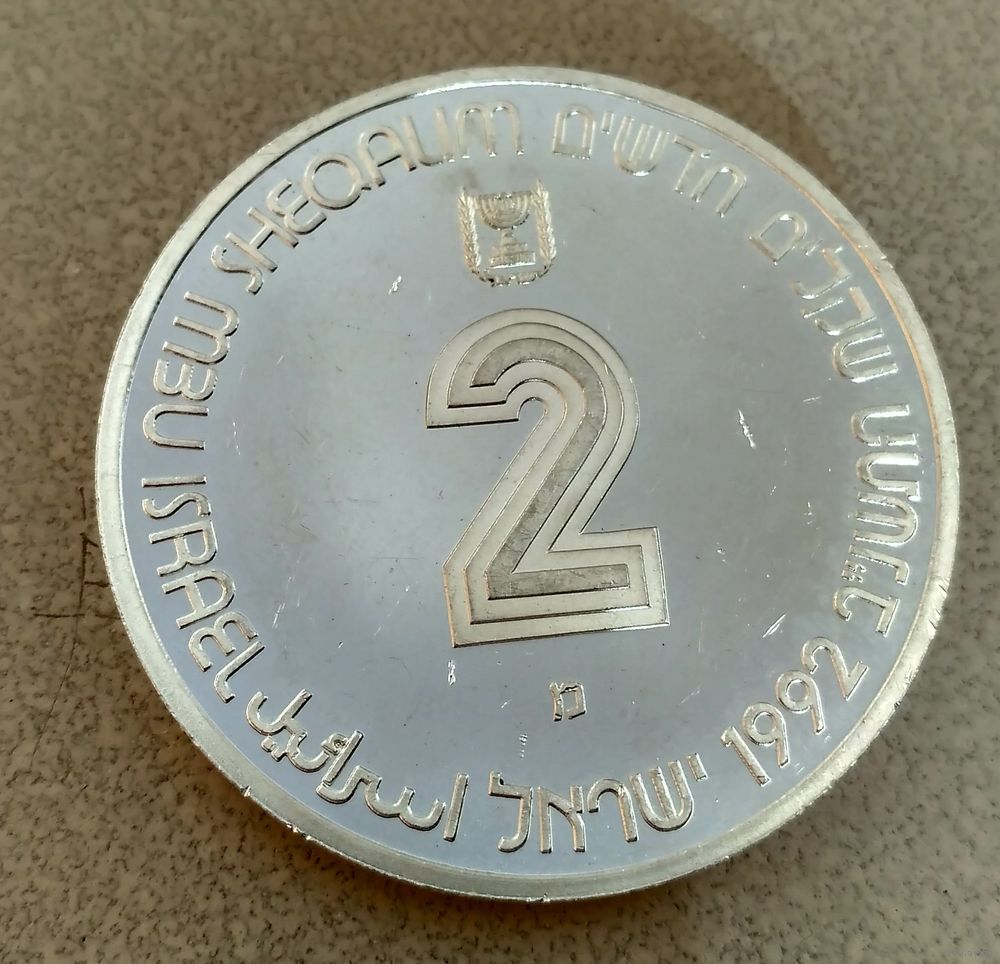 NEW SHEQALIM
שקלים חדשים
2
מ
ISRAEL اسرائيل ישראל 1992 התשנ״ב